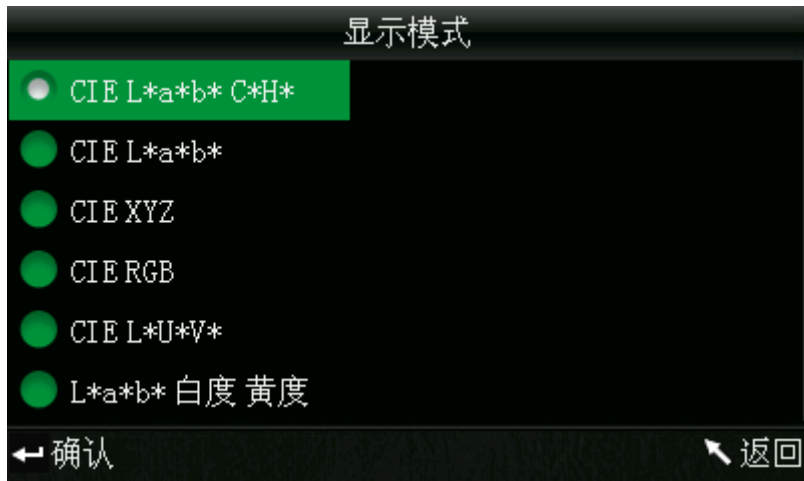 显示模式
CIE L*a*b* C*H*
CIE L*a*b*
CIE XYZ
CIE RGB
CIE L*U*V*
L*a*b* 白度 黄度
确认 返回